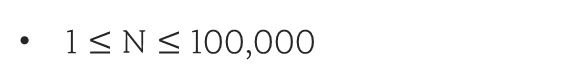 • 1 ≤ N ≤ 100,000